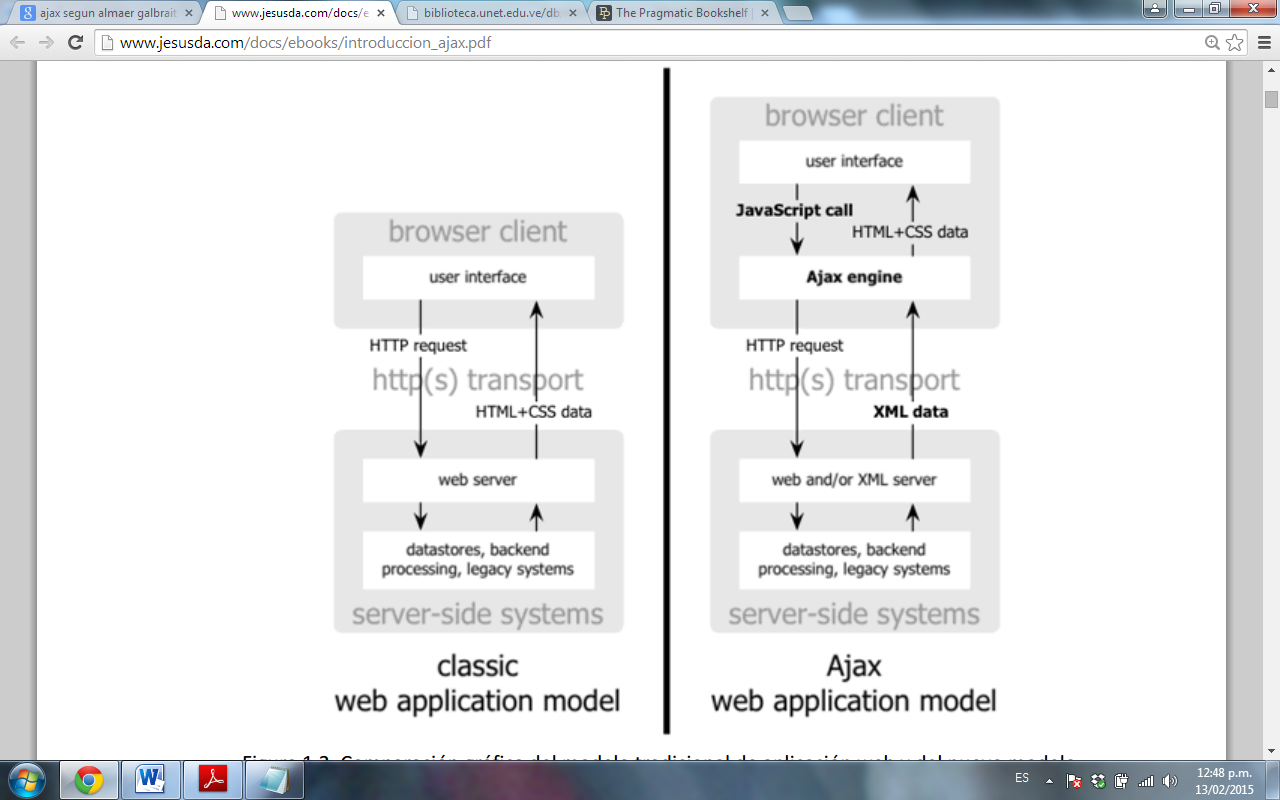 ajax segun almaer galbrait
www.jesusda.com/docs/e
biblioteca.unet.edu.ve/db
The Pragmatic Bookshelf
www.jesusda.com/docs/ebooks/introduccion_ajax.pdf
browser client
user interface
HTTP request
http(s) transport
HTML+CSS data
web server
datastores, backend
processing, legacy systems
server-side systems
classic
web application model
browser client
user interface
JavaScript call
HTML+CSS data
Ajax engine
HTTP request
http(s) transport
XML data
web and/or XML server
datastores, backend
processing, legacy systems
server-side systems
Ajax
web application model
ES
12:48 p.m.
13/02/2015